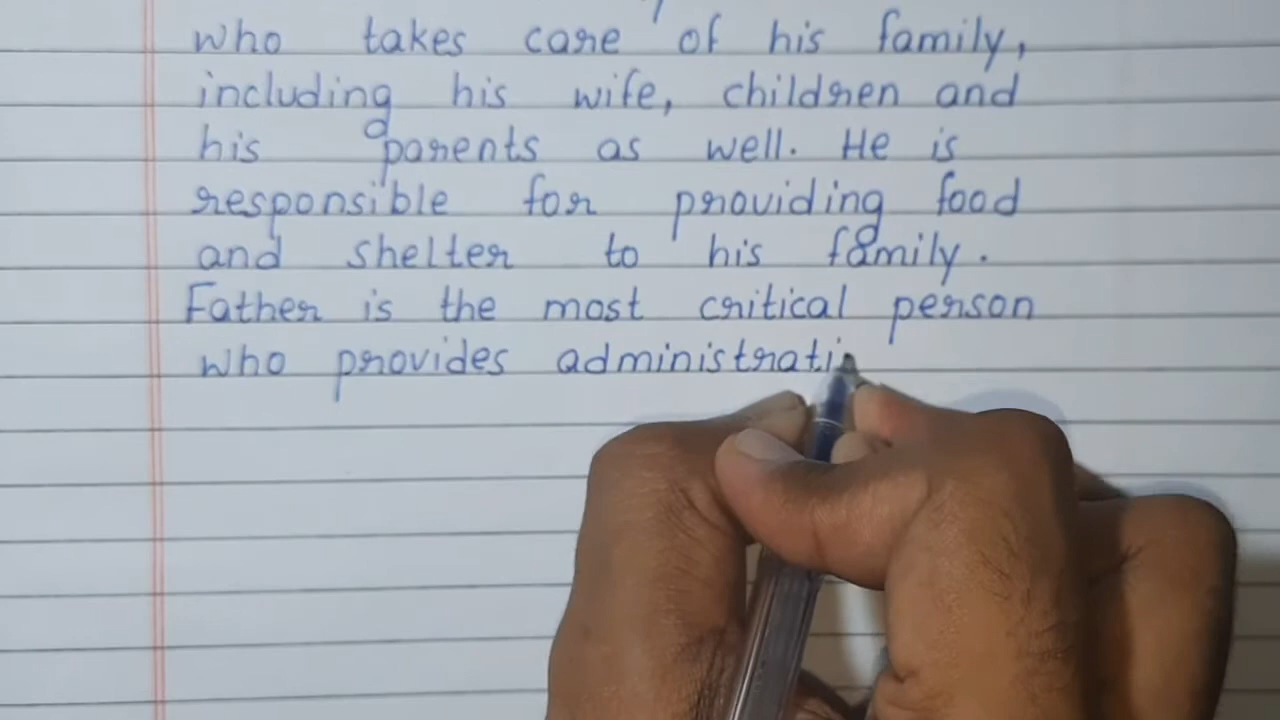 who takes care of his family,
including his wife, children and
his parents as well. He is
responsible for providing food
and shelter to his family.
Father is the most critical person
who provides administrati